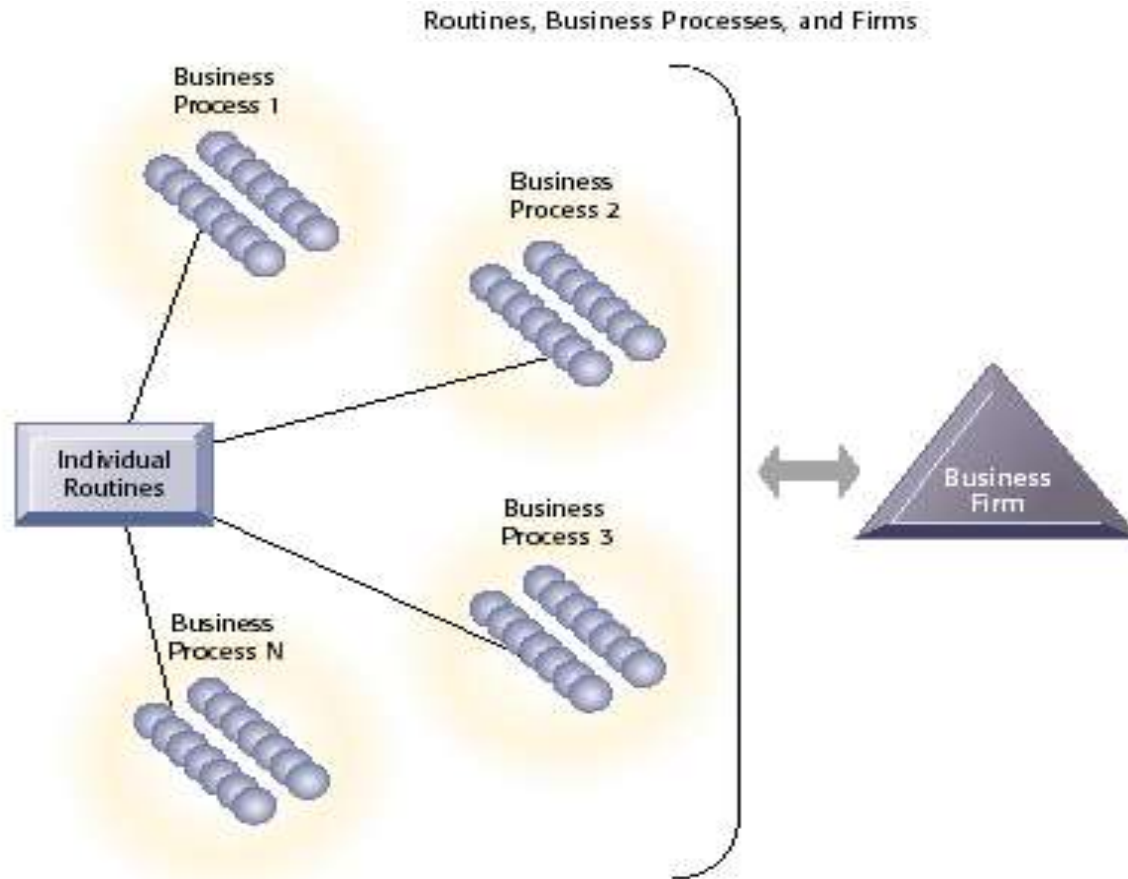 Routines, Business Processes, and Firms
Business
Process 1
Business
Process 2
Individual
Routines
Business
Firm
Business
Process 3
Business
Process N